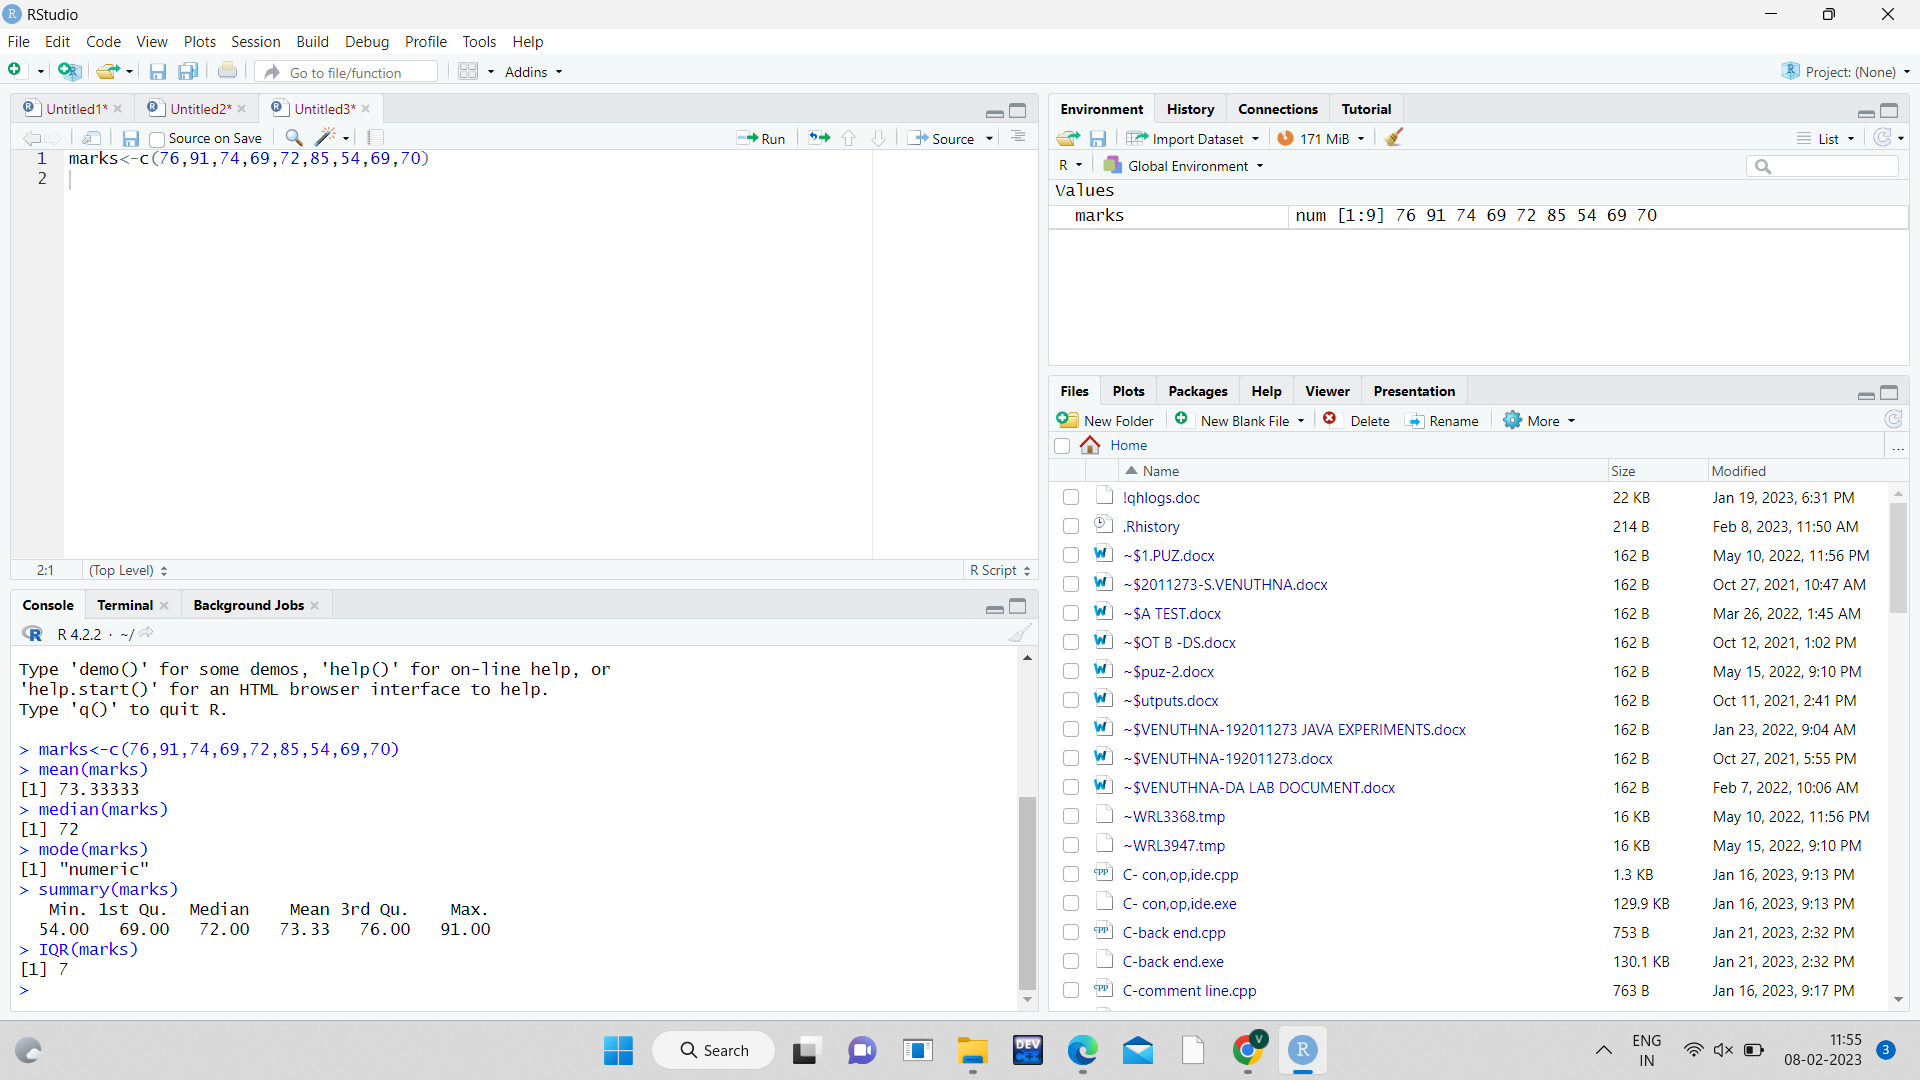 RStudio
File Edit Code View Plots Session Build Debug Profile Tools Help
Go to file/function Addins Project: (None)
Untitled1* Untitled2* Untitled3*
Source on Save Run Source
1 marks<-c(76,91,74,69,72,85,54,69,70)
2
2:1 (Top Level) R Script
Console Terminal Background Jobs
R 4.2.2 · ~/
Type 'demo()' for some demos, 'help()' for on-line help, or
'help.start()' for an HTML browser interface to help.
Type 'q()' to quit R.
> marks<-c(76,91,74,69,72,85,54,69,70)
> mean(marks)
[1] 73.33333
> median(marks)
[1] 72
> mode(marks)
[1] "numeric"
> summary(marks)
Min. 1st Qu. Median Mean 3rd Qu. Max.
54.00 69.00 72.00 73.33 76.00 91.00
> IQR(marks)
[1] 7
>
Environment History Connections Tutorial
Import Dataset 171 MiB List
R Global Environment
Values
marks num [1:9] 76 91 74 69 72 85 54 69 70
Files Plots Packages Help Viewer Presentation
New Folder New Blank File Delete Rename More
Home ...
Name Size Modified
!qhlogs.doc 22 KB Jan 19, 2023, 6:31 PM
.Rhistory 214 B Feb 8, 2023, 11:50 AM
~$1.PUZ.docx 162 B May 10, 2022, 11:56 PM
~$2011273-S.VENUTHNA.docx 162 B Oct 27, 2021, 10:47 AM
~$A TEST.docx 162 B Mar 26, 2022, 1:45 AM
~$OT B -DS.docx 162 B Oct 12, 2021, 1:02 PM
~$puz-2.docx 162 B May 15, 2022, 9:10 PM
~$utputs.docx 162 B Oct 11, 2021, 2:41 PM
~$VENUTHNA-192011273 JAVA EXPERIMENTS.docx 162 B Jan 23, 2022, 9:04 AM
~$VENUTHNA-192011273.docx 162 B Oct 27, 2021, 5:55 PM
~$VENUTHNA-DA LAB DOCUMENT.docx 162 B Feb 7, 2022, 10:06 AM
~WRL3368.tmp 16 KB May 10, 2022, 11:56 PM
~WRL3947.tmp 16 KB May 15, 2022, 9:10 PM
C- con,op,ide.cpp 1.3 KB Jan 16, 2023, 9:13 PM
C- con,op,ide.exe 129.9 KB Jan 16, 2023, 9:13 PM
C-back end.cpp 753 B Jan 21, 2023, 2:32 PM
C-back end.exe 130.1 KB Jan 21, 2023, 2:32 PM
C-comment line.cpp 763 B Jan 16, 2023, 9:17 PM
Search DEV V R ENG 11:55
IN 08-02-2023 3